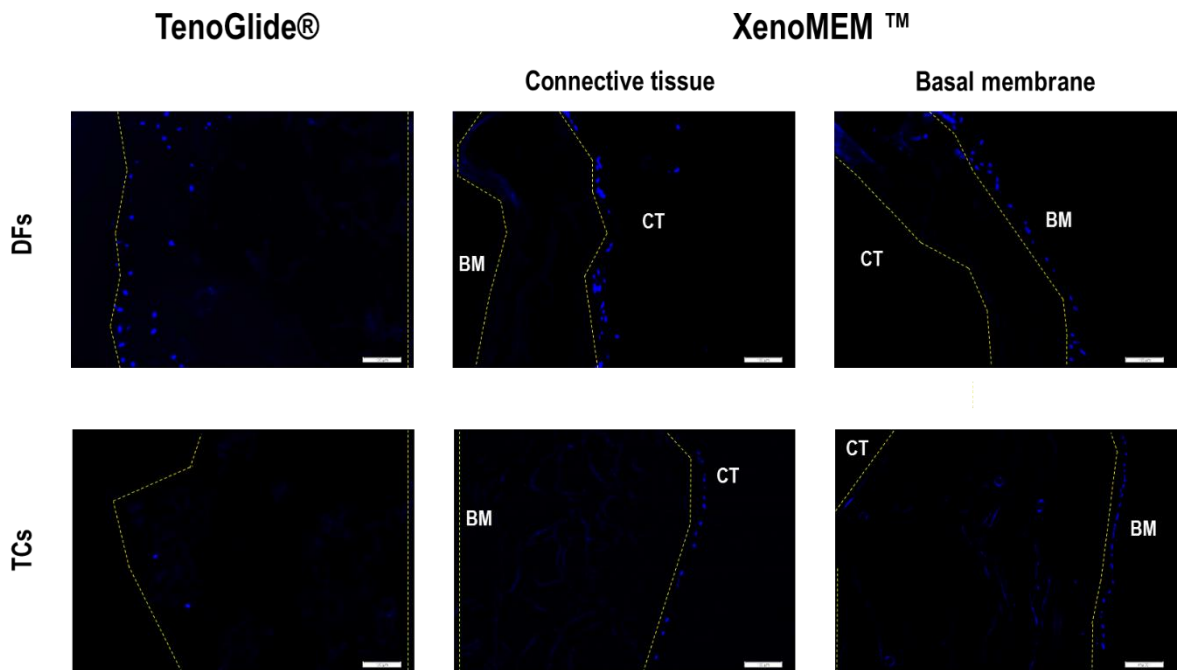 TenoGlide®
XenoMEM ™
Connective tissue
Basal membrane
DFs
BM
CT
CT
BM
TCs
BM
CT
CT
BM